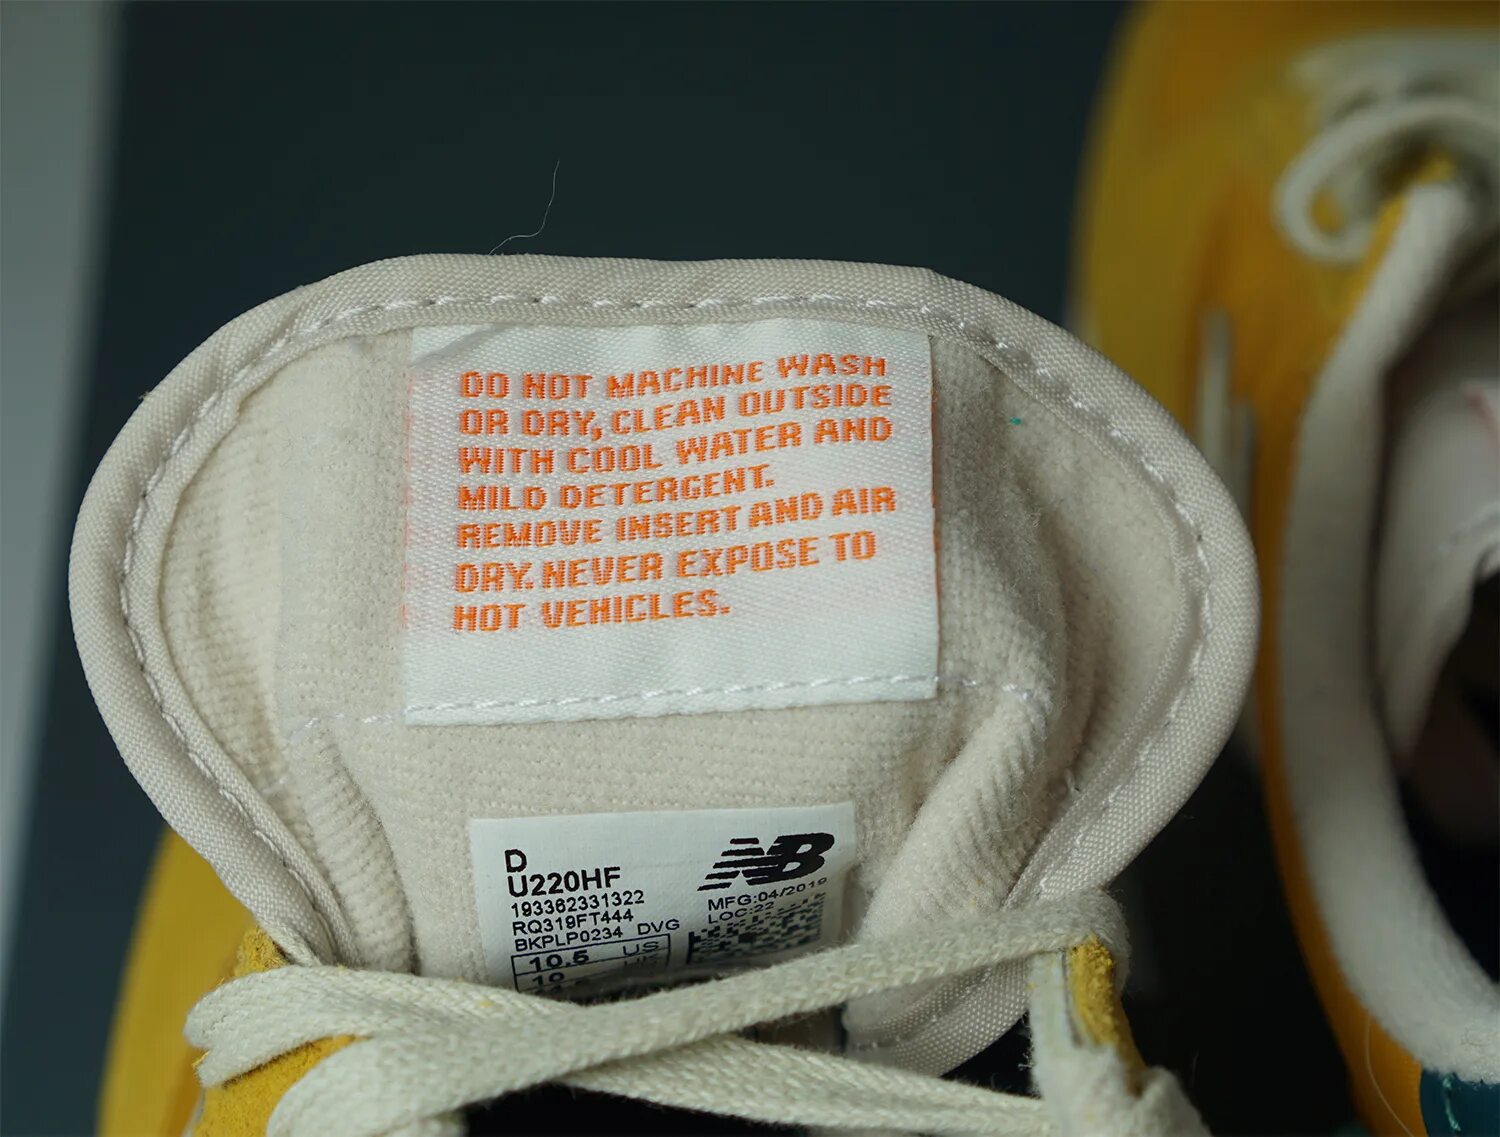 DO NOT MACHINE WASH
OR DRY, CLEAN OUTSIDE
WITH COOL WATER AND
MILD DETERGENT.
REMOVE INSERT AND AIR
DRY. NEVER EXPOSE TO
HOT VEHICLES.
D
U220HF
193362331322
RQ319FT444
BKPLP0234 DVG
10.5 US
10
NB
MFG:04/2019
LOC:22